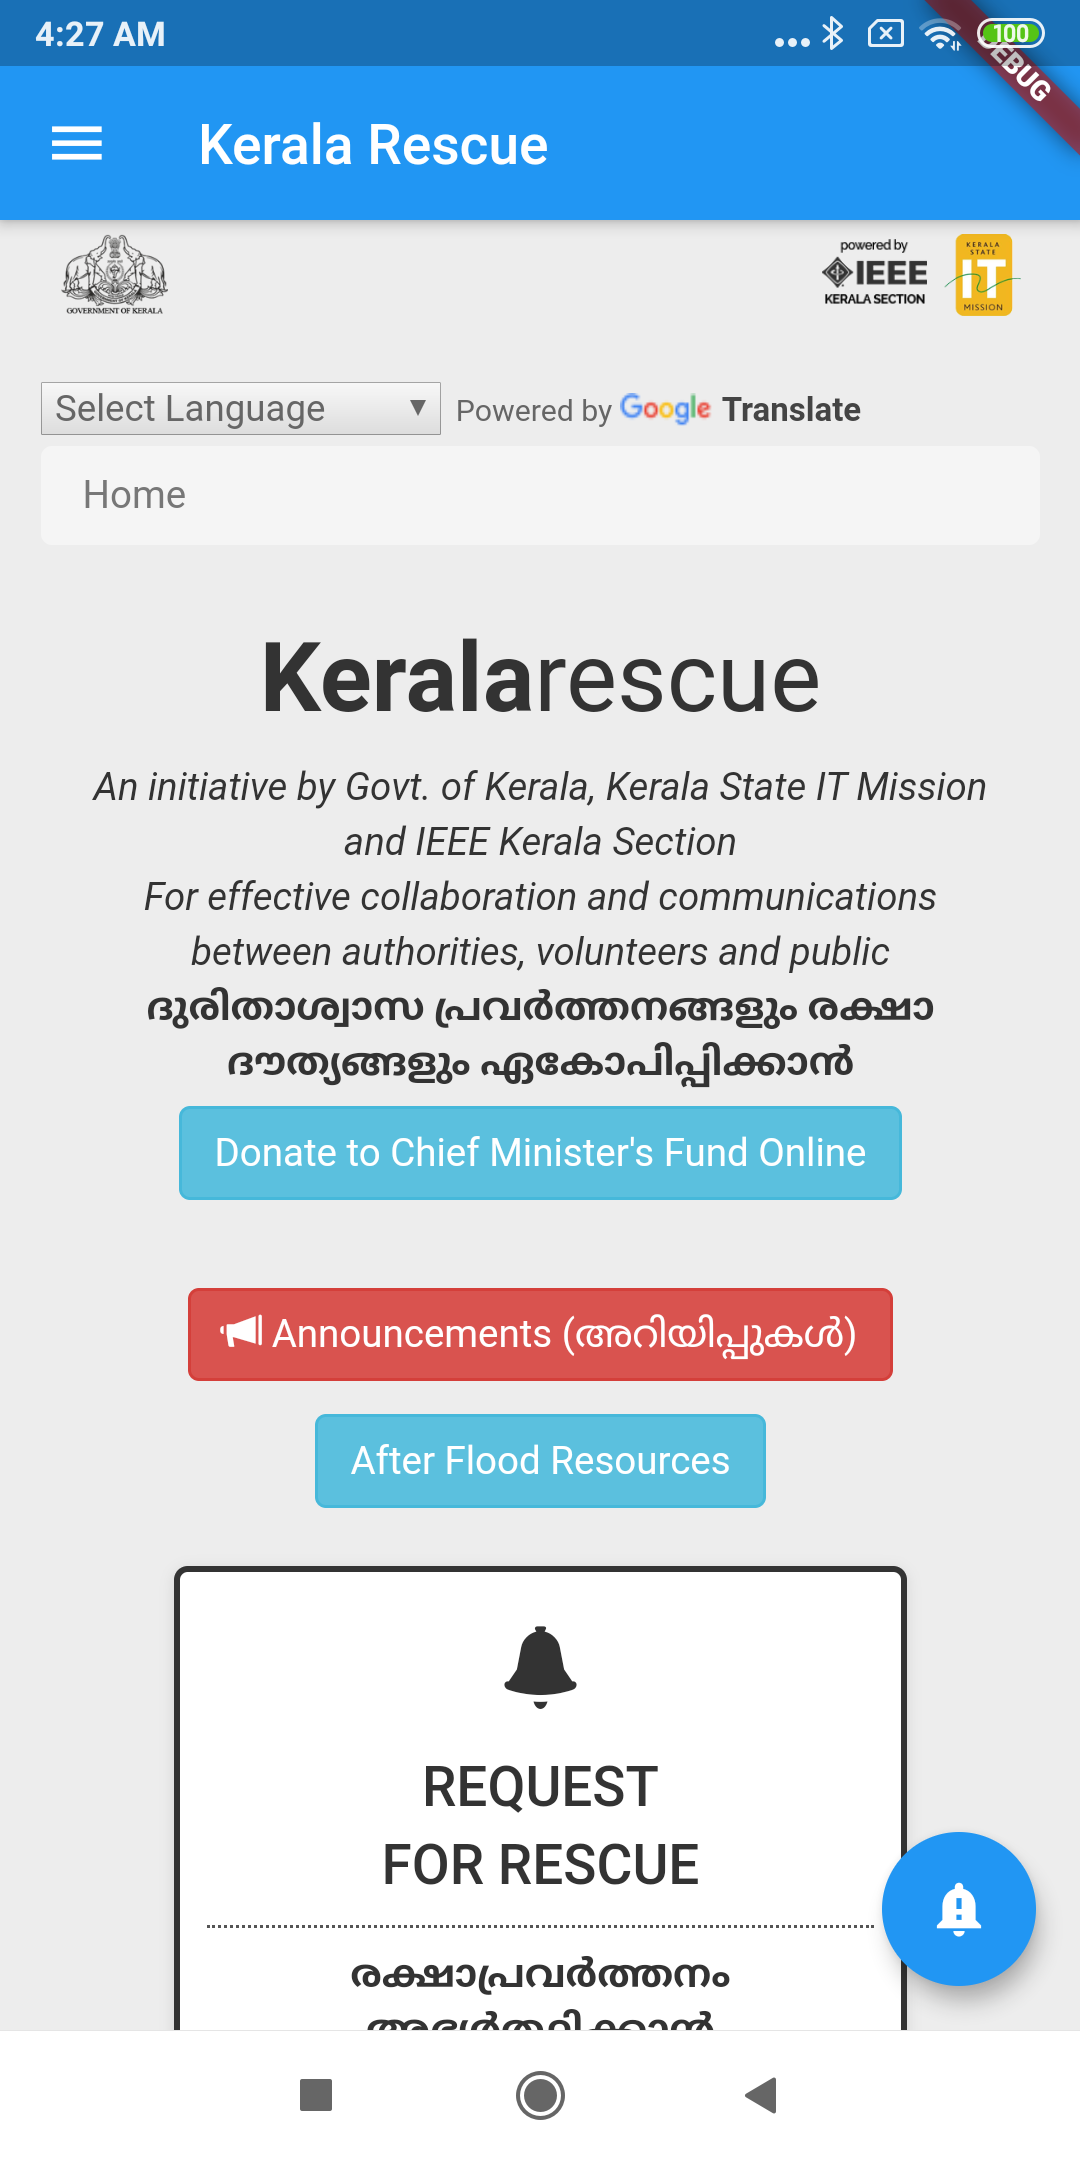 4:27 AM
100
EBUG
Kerala Rescue
GOVERNMENT OF KERALA
powered by
IEEE
KERALA SECTION
KERALA
STATE
IT
MISSION
Select Language ▼ Powered by Google Translate
Home
Keralarescue
An initiative by Govt. of Kerala, Kerala State IT Mission
and IEEE Kerala Section
For effective collaboration and communications
between authorities, volunteers and public
ദുരിതാശ്വാസ പ്രവർത്തനങ്ങളും രക്ഷാ
ദൗത്യങ്ങളും ഏകോപിപ്പിക്കാൻ
Donate to Chief Minister's Fund Online
Announcements (അറിയിപ്പുകൾ)
After Flood Resources
REQUEST
FOR RESCUE
രക്ഷാപ്രവർത്തനം